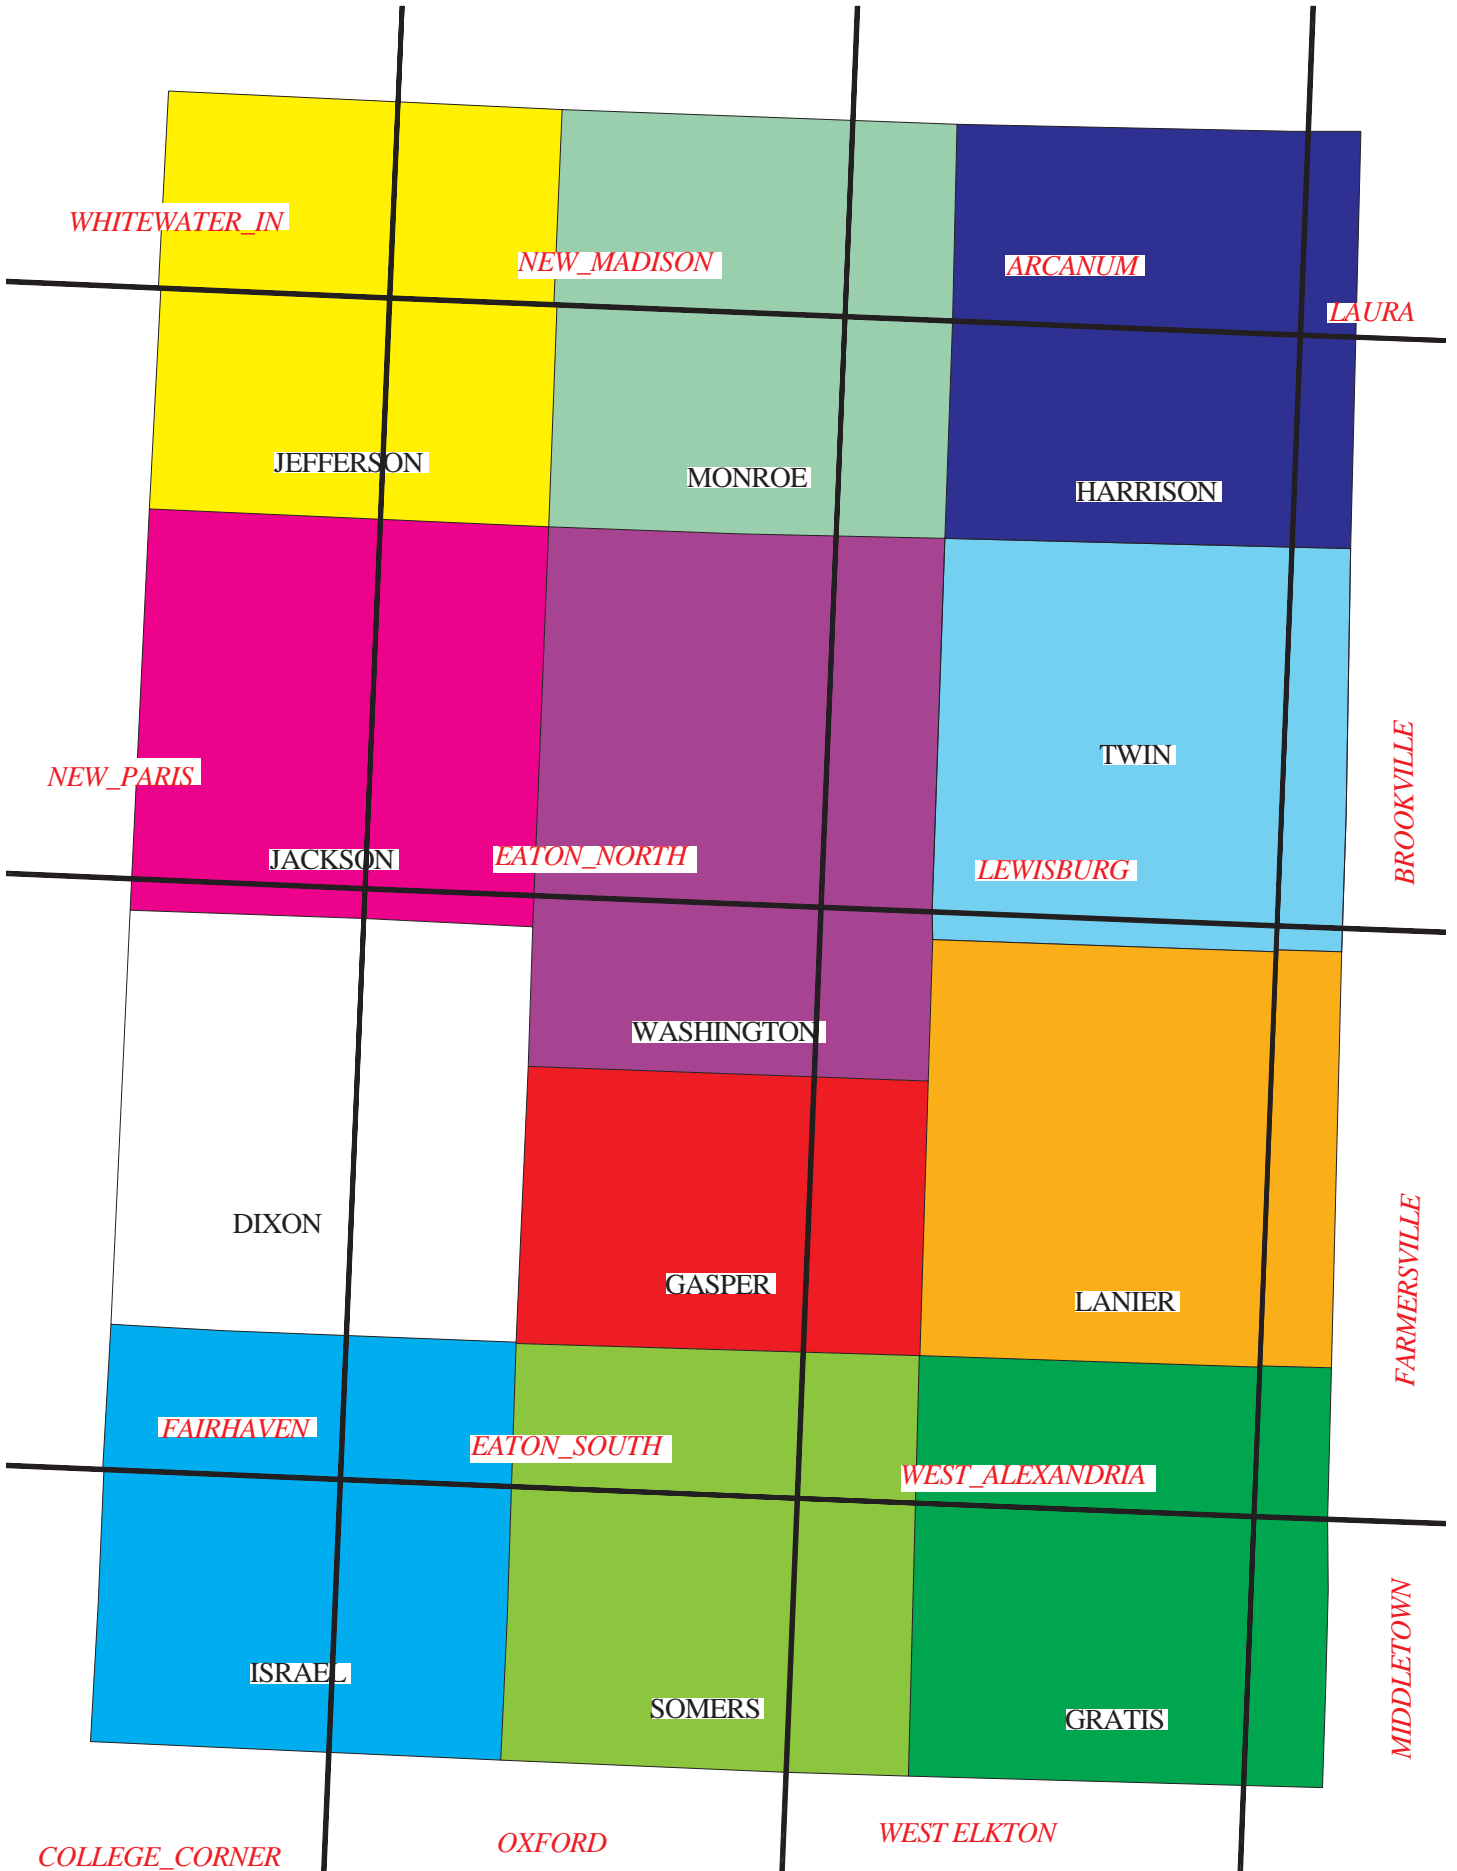 WHITEWATER_IN
NEW_MADISON
ARCANUM
LAURA
JEFFERSON
MONROE
HARRISON
TWIN
NEW_PARIS
BROOKVILLE
JACKSON
EATON_NORTH
LEWISBURG
WASHINGTON
DIXON
GASPER
LANIER
FARMERSVILLE
FAIRHAVEN
EATON_SOUTH
WEST_ALEXANDRIA
ISRAEL
SOMERS
GRATIS
MIDDLETOWN
COLLEGE_CORNER
OXFORD
WEST ELKTON